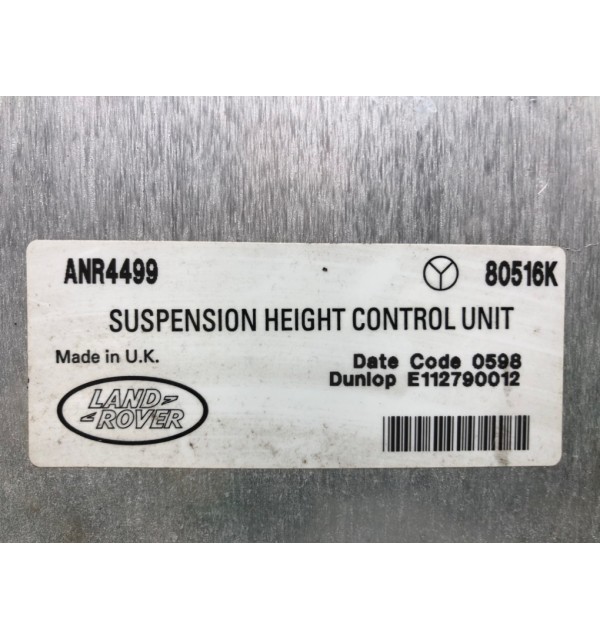 ANR4499 80516K
SUSPENSION HEIGHT CONTROL UNIT
Made in U.K. Date Code 0598
Dunlop E112790012
LAND
ROVER